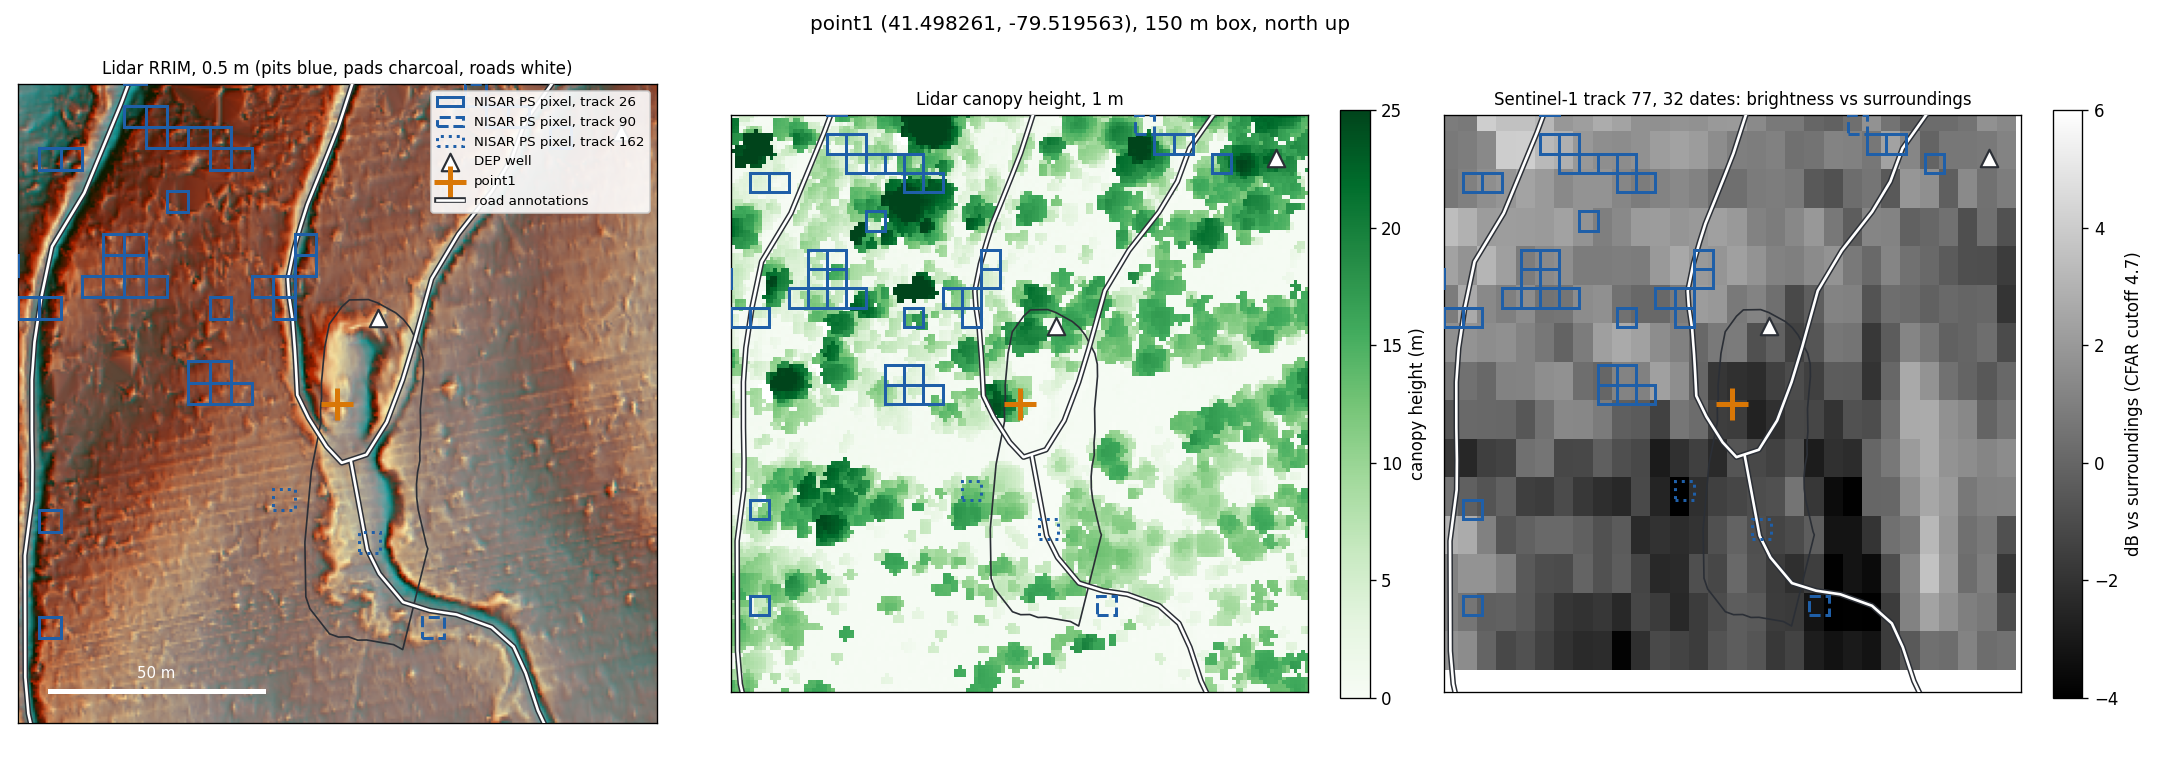 point1 (41.498261, -79.519563), 150 m box, north up
Lidar RRIM, 0.5 m (pits blue, pads charcoal, roads white)
NISAR PS pixel, track 26
NISAR PS pixel, track 90
NISAR PS pixel, track 162
DEP well
point1
road annotations
50 m
Lidar canopy height, 1 m
25
20
15
10
5
0
canopy height (m)
Sentinel-1 track 77, 32 dates: brightness vs surroundings
6
4
2
0
−2
−4
dB vs surroundings (CFAR cutoff 4.7)